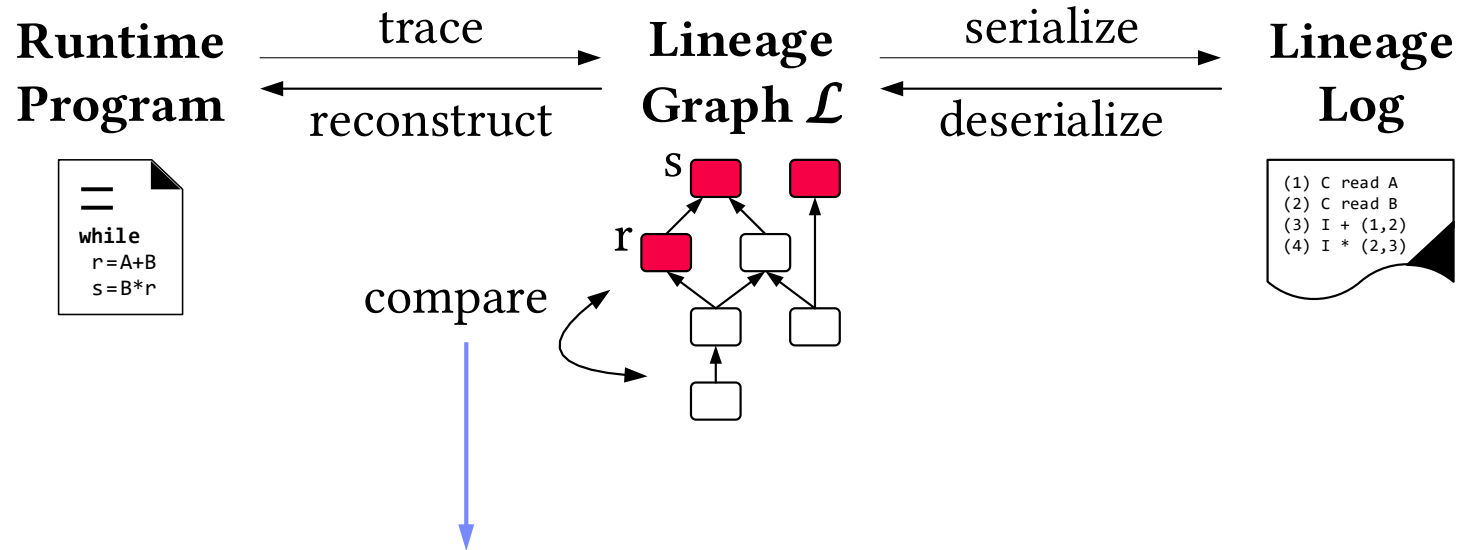 Runtime
Program
trace
reconstruct
Lineage
Graph ℒ
serialize
deserialize
Lineage
Log
while
r=A+B
s=B*r
compare
s
r
(1) C read A
(2) C read B
(3) I + (1,2)
(4) I * (2,3)